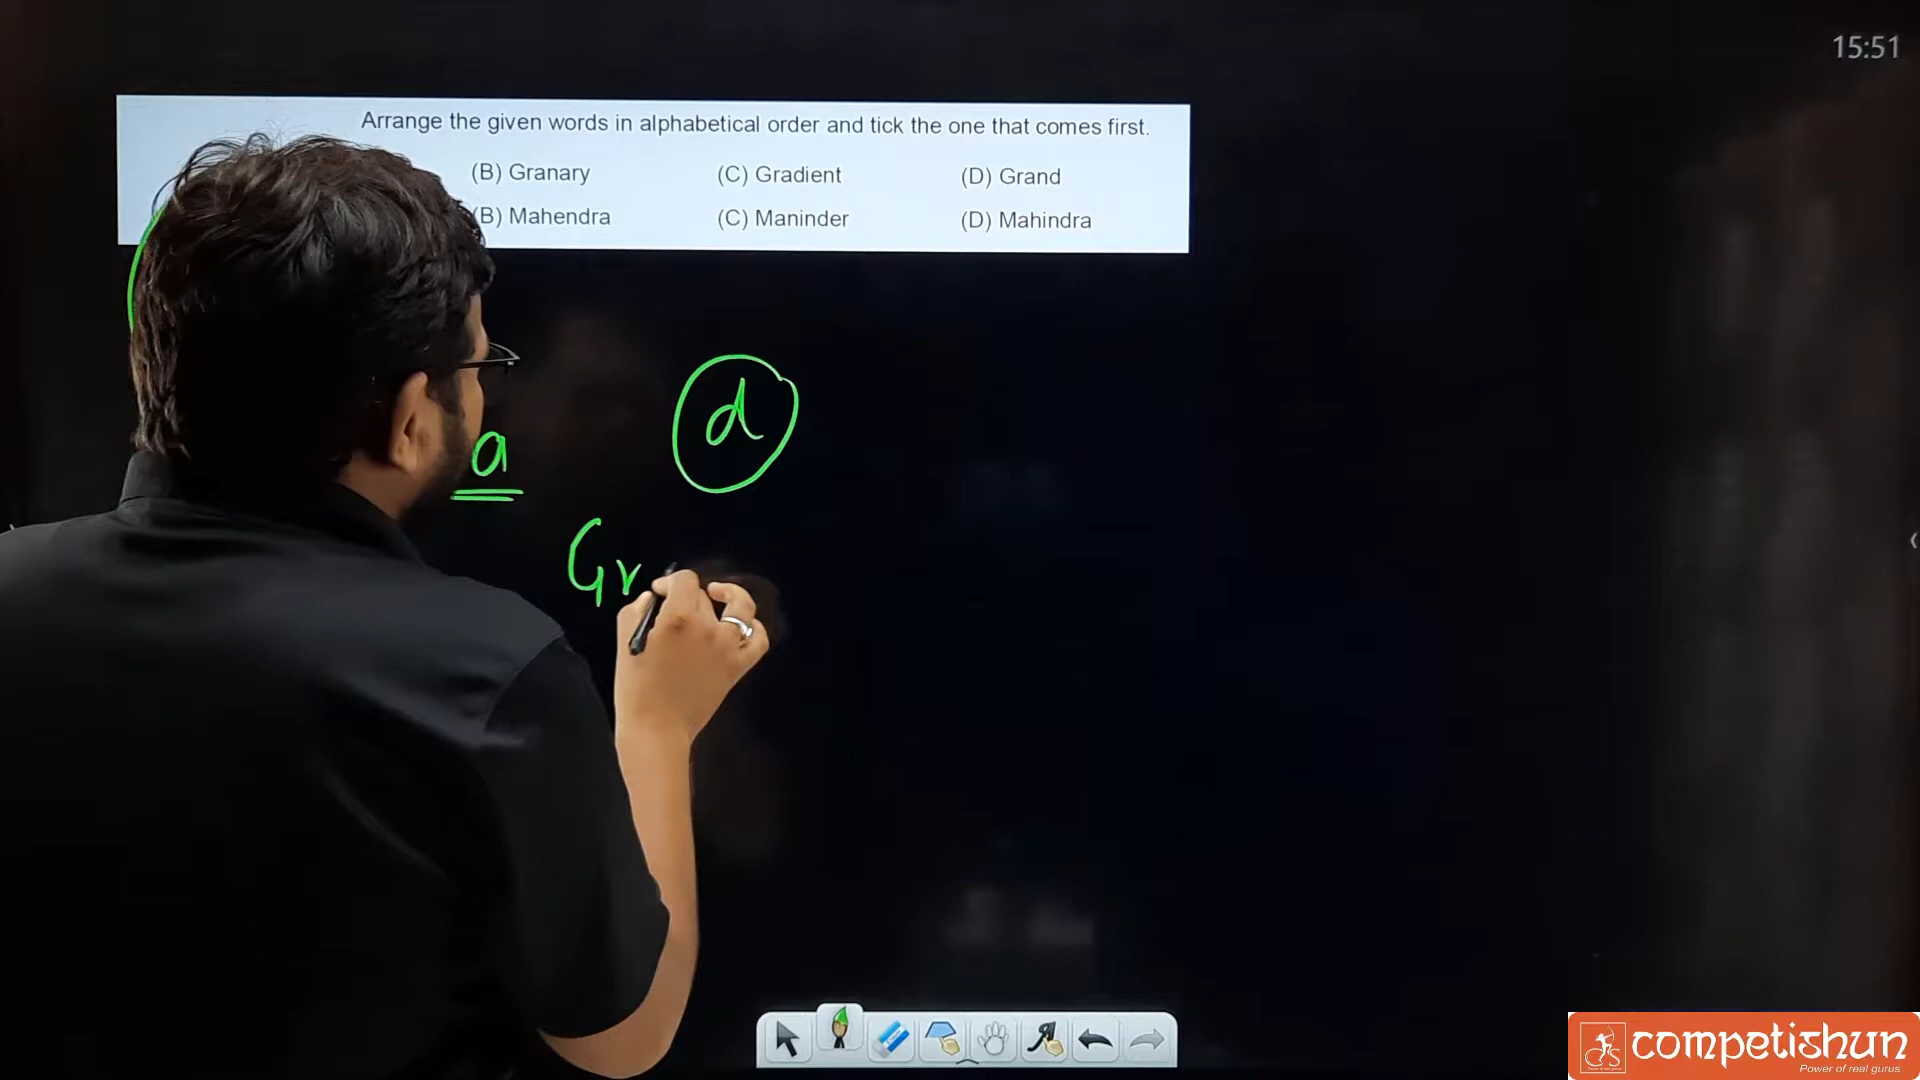 15:51
Arrange the given words in alphabetical order and tick the one that comes first.
(B) Granary (C) Gradient (D) Grand
(B) Mahendra (C) Maninder (D) Mahindra
d
a
Gr
competishun
Power of real gurus